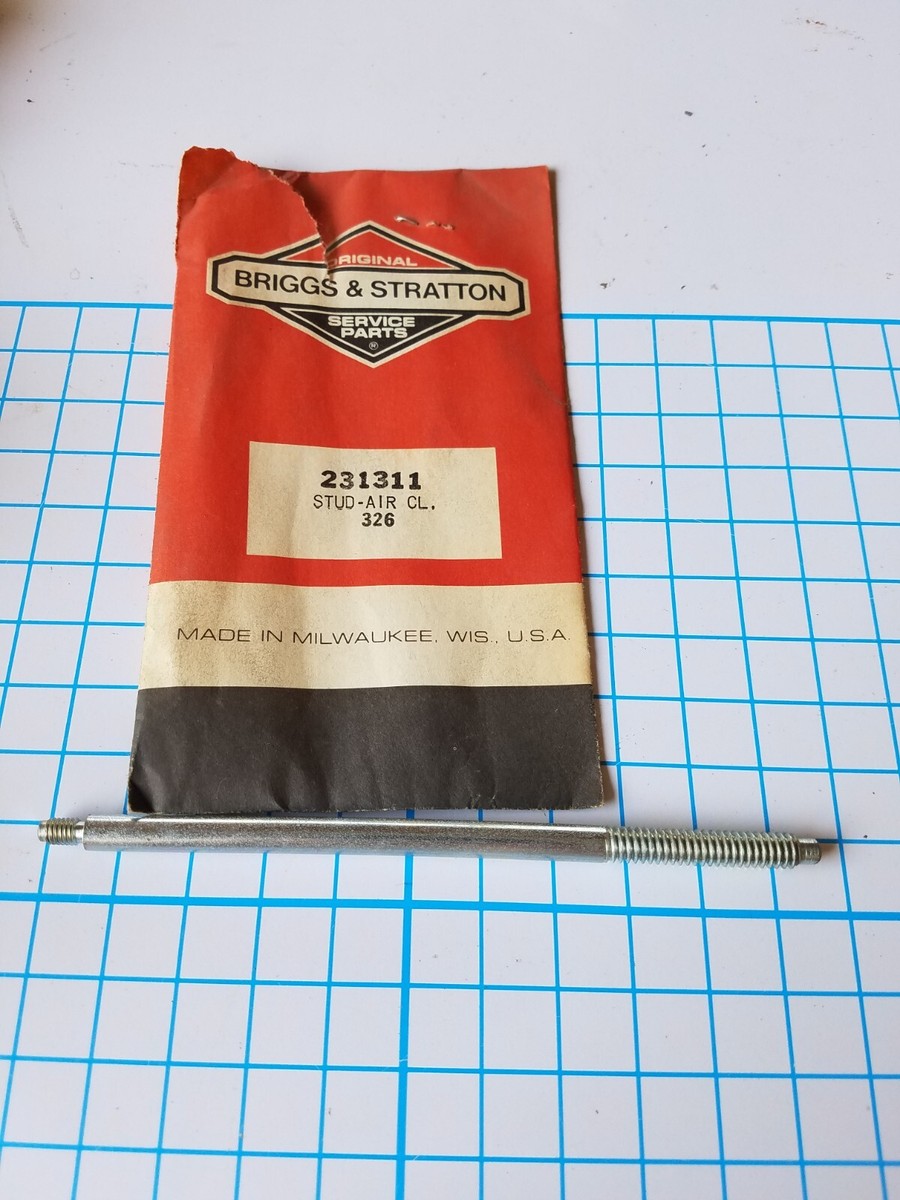 ORIGINAL
BRIGGS & STRATTON
SERVICE
PARTS
®
231311
STUD-AIR CL.
326
MADE IN MILWAUKEE, WIS., U.S.A.